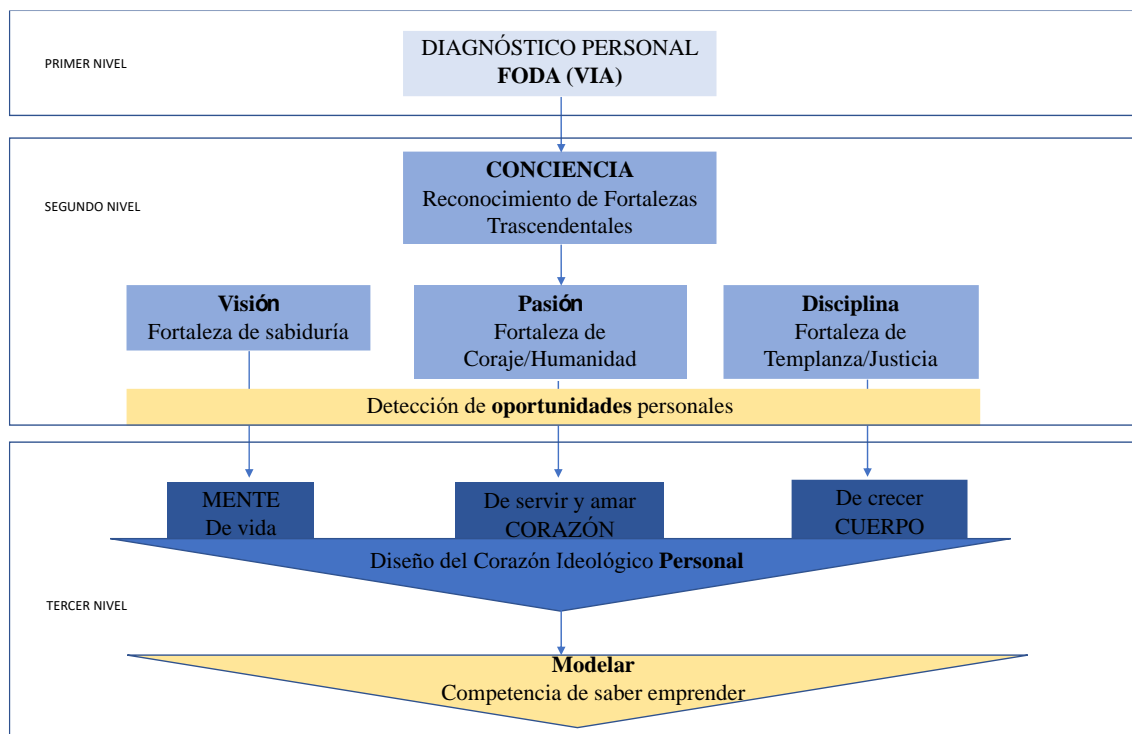 DIAGNÓSTICO PERSONAL
FODA (VIA)
PRIMER NIVEL
CONCIENCIA
Reconocimiento de Fortalezas
Trascendentales
SEGUNDO NIVEL
Visión
Fortaleza de sabiduría
Pasión
Fortaleza de
Coraje/Humanidad
Disciplina
Fortaleza de
Templanza/Justicia
Detección de oportunidades personales
MENTE
De vida
De servir y amar
CORAZÓN
De crecer
CUERPO
Diseño del Corazón Ideológico Personal
TERCER NIVEL
Modelar
Competencia de saber emprender